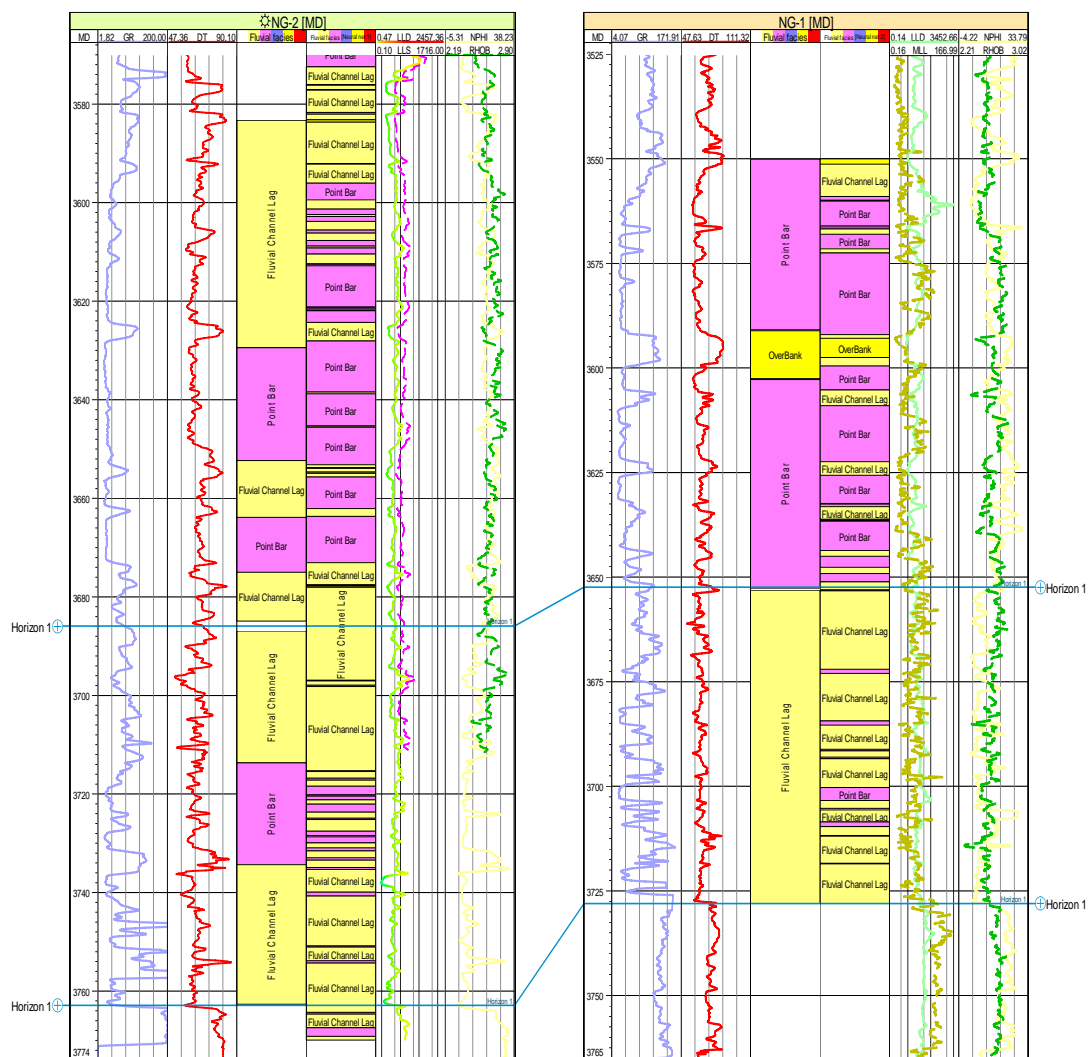 NG-2 [MD]
MD 1.82 GR 200.00 47.36 DT 90.10 Fluvial facies Fluvial facies [Neural net] 0.47 LLD 2457.36 -5.31 NPHI 38.23
0.10 LLS 1716.00 2.19 RHOB 2.90
Point Bar
Fluvial Channel Lag
3580
Fluvial Channel Lag
Fluvial Channel Lag
Fluvial Channel Lag
Point Bar
3600
Fluvial Channel Lag
Point Bar
3620
Fluvial Channel Lag
Point Bar
Point Bar
3640
Point Bar
Point Bar
Fluvial Channel Lag
3660
Point Bar
Point Bar
Point Bar
Fluvial Channel Lag
3680
Fluvial Channel Lag
Fluvial Channel Lag
Horizon 1
Horizon 1
3700
Fluvial Channel Lag
Fluvial Channel Lag
3720
Point Bar
3740
Fluvial Channel Lag
Fluvial Channel Lag
Fluvial Channel Lag
Fluvial Channel Lag
3760
Fluvial Channel Lag
Horizon 1
Horizon 1
Fluvial Channel Lag
3774
NG-1 [MD]
MD 4.07 GR 171.91 47.63 DT 111.32 Fluvial facies Fluvial facies [Neural net] 0.14 LLD 3452.66 -4.22 NPHI 33.79
0.16 MLL 166.99 2.21 RHOB 3.02
3525
3550
Fluvial Channel Lag
Point Bar
Point Bar
Point Bar
3575
Point Bar
OverBank
OverBank
3600
Point Bar
Fluvial Channel Lag
Point Bar
Point Bar
3625
Fluvial Channel Lag
Point Bar
Fluvial Channel Lag
Point Bar
3650
Horizon 1
Horizon 1
Fluvial Channel Lag
3675
Fluvial Channel Lag
Fluvial Channel Lag
Fluvial Channel Lag
Fluvial Channel Lag
3700
Point Bar
Fluvial Channel Lag
Fluvial Channel Lag
3725
Fluvial Channel Lag
Horizon 1
Horizon 1
3750
3765